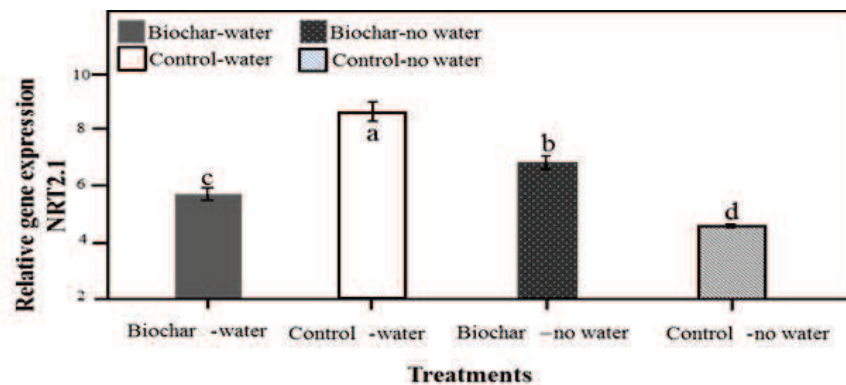 Biochar-water Biochar-no water
Control-water Control-no water
Relative gene expression
NRT2.1
10
8
6
4
2
c
a
b
d
Biochar -water Control -water Biochar –no water Control -no water
Treatments